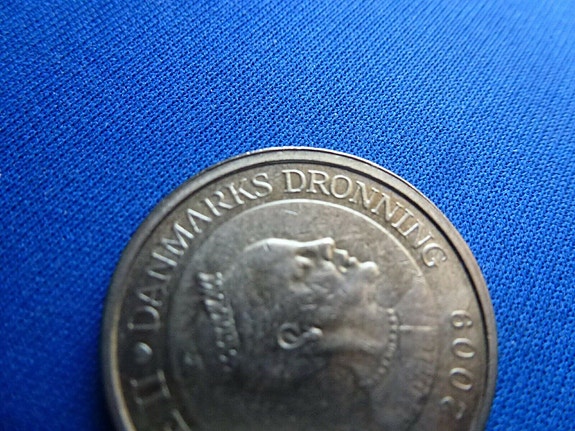 II • DANMARKS DRONNING
2009